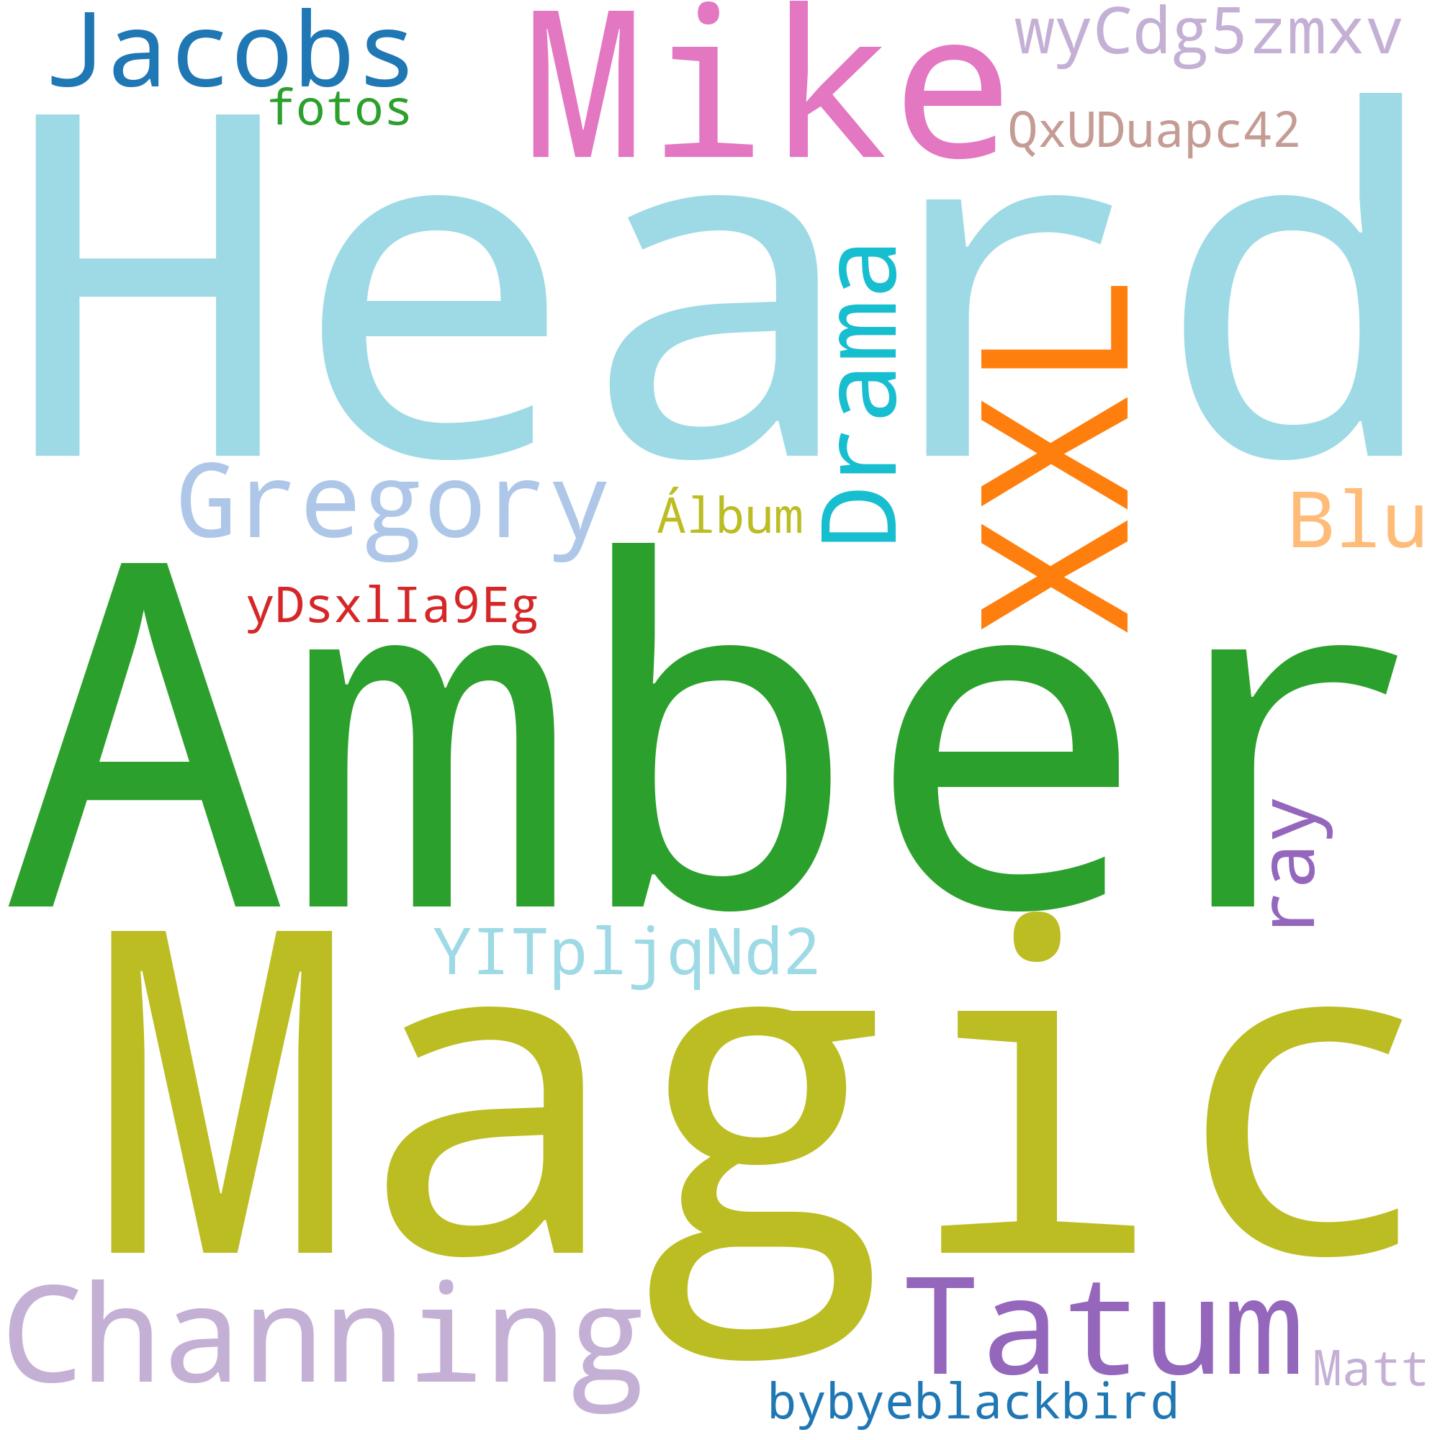 Jacobs
fotos
Mike
wyCdg5zmxv
QxUDuapc42
Heard
Drama
XXL
Gregory
Álbum
Blu
yDsxlIa9Eg
Amber
ray
YITpljqNd2
Magic
Channing
Tatum
Matt
bybyeblackbird